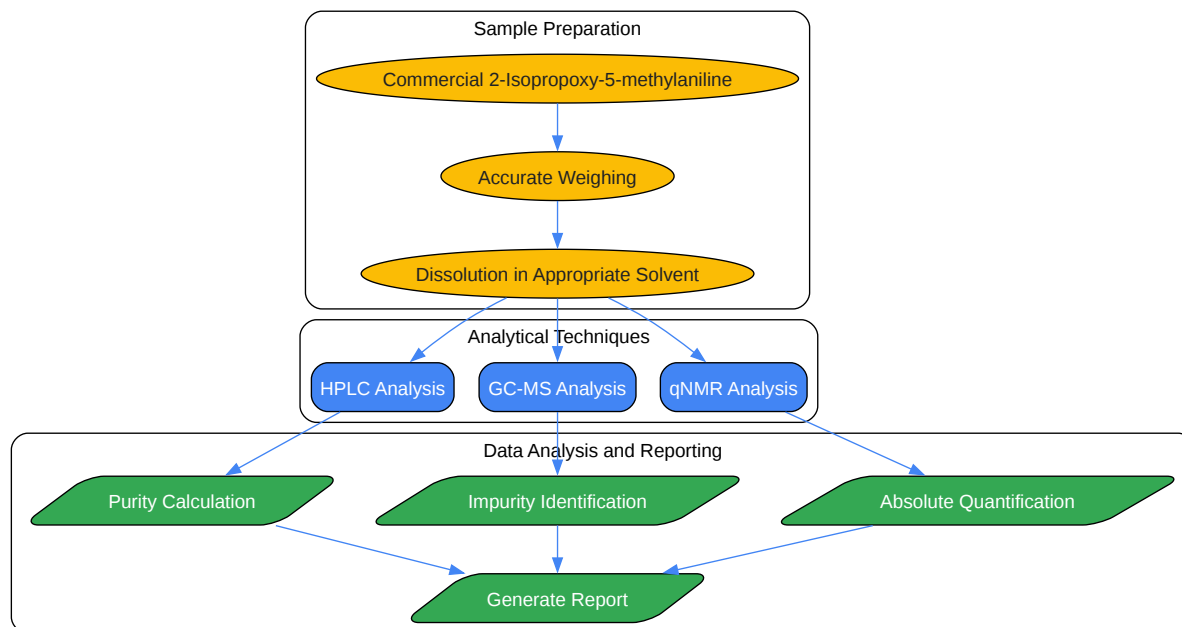 Sample Preparation
Commercial 2-Isopropoxy-5-methylaniline
Accurate Weighing
Dissolution in Appropriate Solvent
Analytical Techniques
HPLC Analysis
GC-MS Analysis
qNMR Analysis
Data Analysis and Reporting
Purity Calculation
Impurity Identification
Absolute Quantification
Generate Report